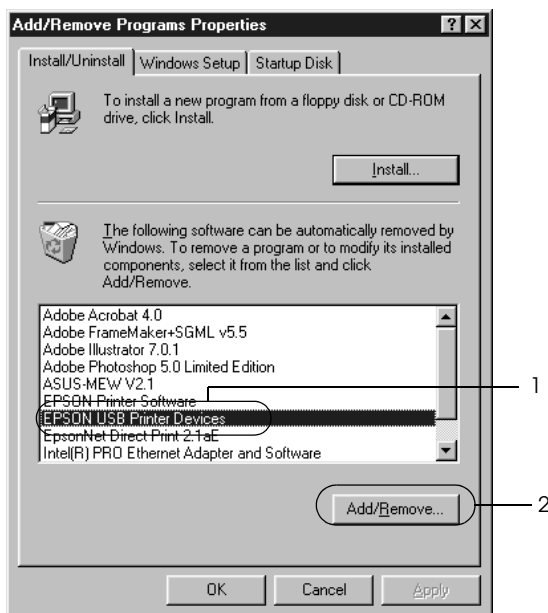 Add/Remove Programs Properties
? X
Install/Uninstall Windows Setup Startup Disk
To install a new program from a floppy disk or CD-ROM
drive, click Install.
Install...
The following software can be automatically removed by
Windows. To remove a program or to modify its installed
components, select it from the list and click
Add/Remove.
Adobe Acrobat 4.0
Adobe FrameMaker+SGML v5.5
Adobe Illustrator 7.0.1
Adobe Photoshop 5.0 Limited Edition
ASUS-MEW V2.1
EPSON Printer Software
EPSON USB Printer Devices
EpsonNet Direct Print 2.1aE
Intel(R) PRO Ethernet Adapter and Software
1
Add/Remove...
2
OK Cancel Apply